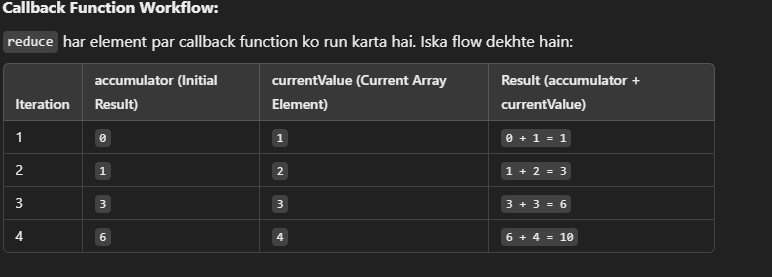 Callback Function Workflow:
reduce har element par callback function ko run karta hai. Iska flow dekhte hain:
Iteration accumulator (Initial Result) currentValue (Current Array Element) Result (accumulator + currentValue)
1 0 1 0 + 1 = 1
2 1 2 1 + 2 = 3
3 3 3 3 + 3 = 6
4 6 4 6 + 4 = 10